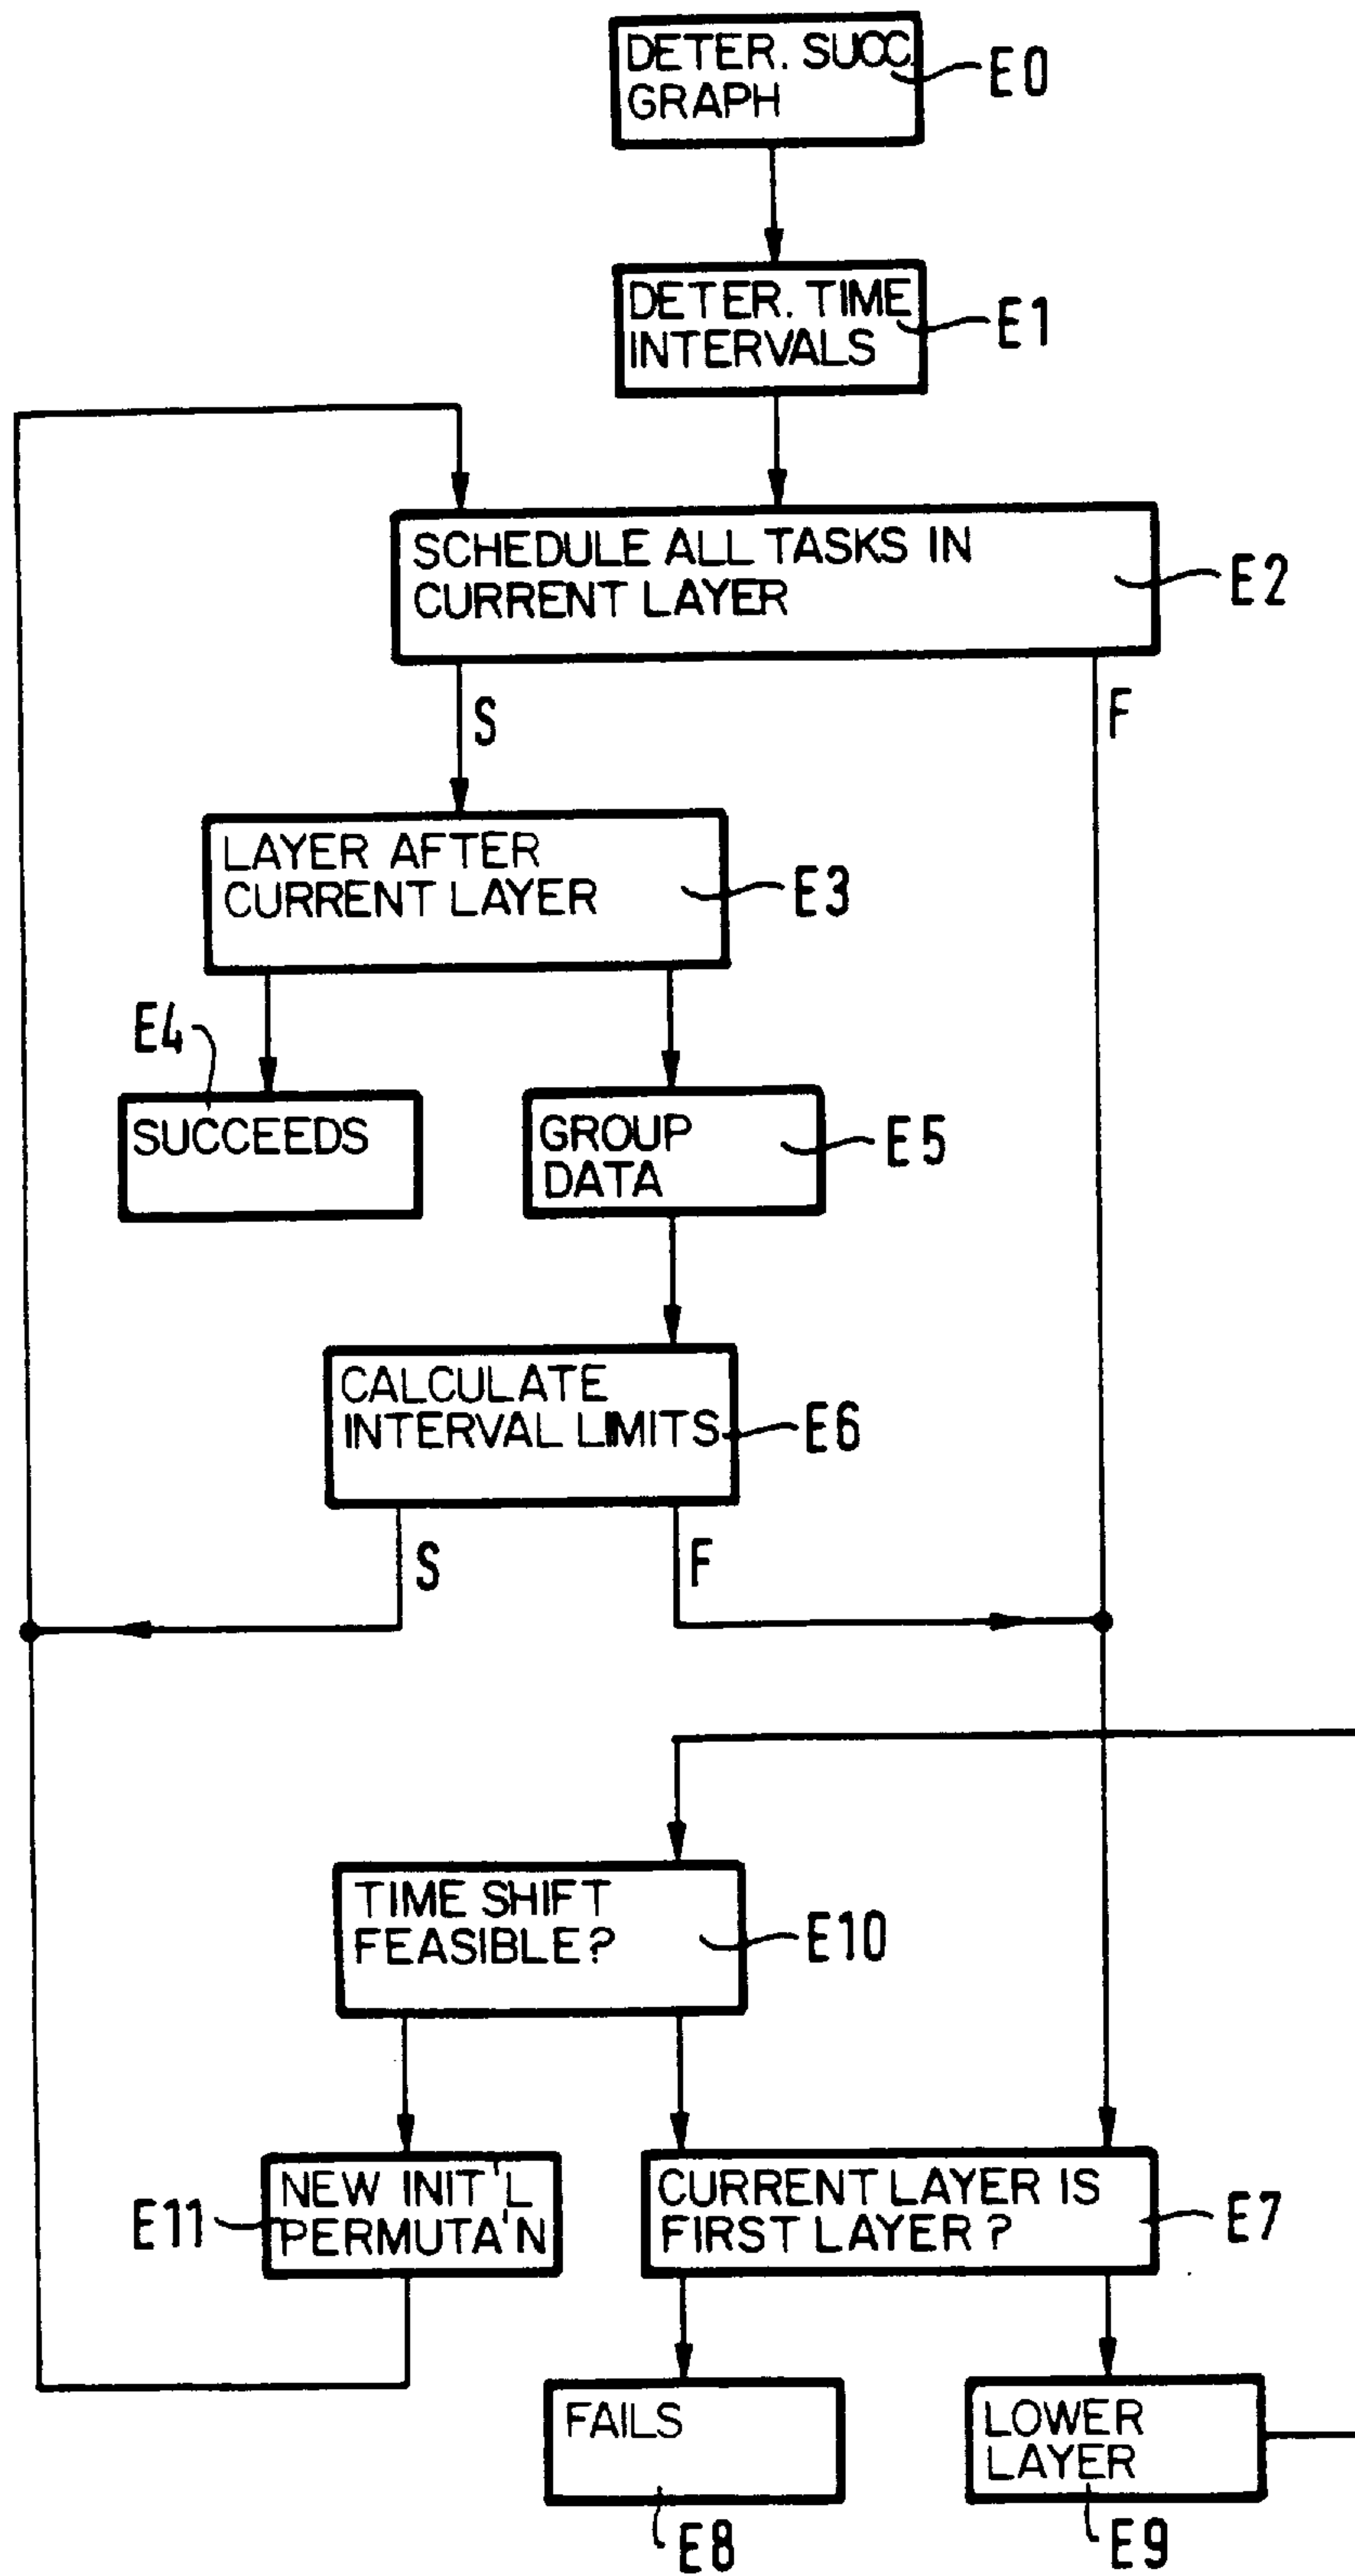 DETER. SUCC.
GRAPH
E0
DETER. TIME
INTERVALS
E1
SCHEDULE ALL TASKS IN
CURRENT LAYER
E2
S
F
LAYER AFTER
CURRENT LAYER
E3
E4
SUCCEEDS
GROUP
DATA
E5
CALCULATE
INTERVAL LIMITS
E6
S
F
TIME SHIFT
FEASIBLE?
E10
NEW INIT'L
PERMUTA'N
E11
CURRENT LAYER IS
FIRST LAYER?
E7
FAILS
E8
LOWER
LAYER
E9